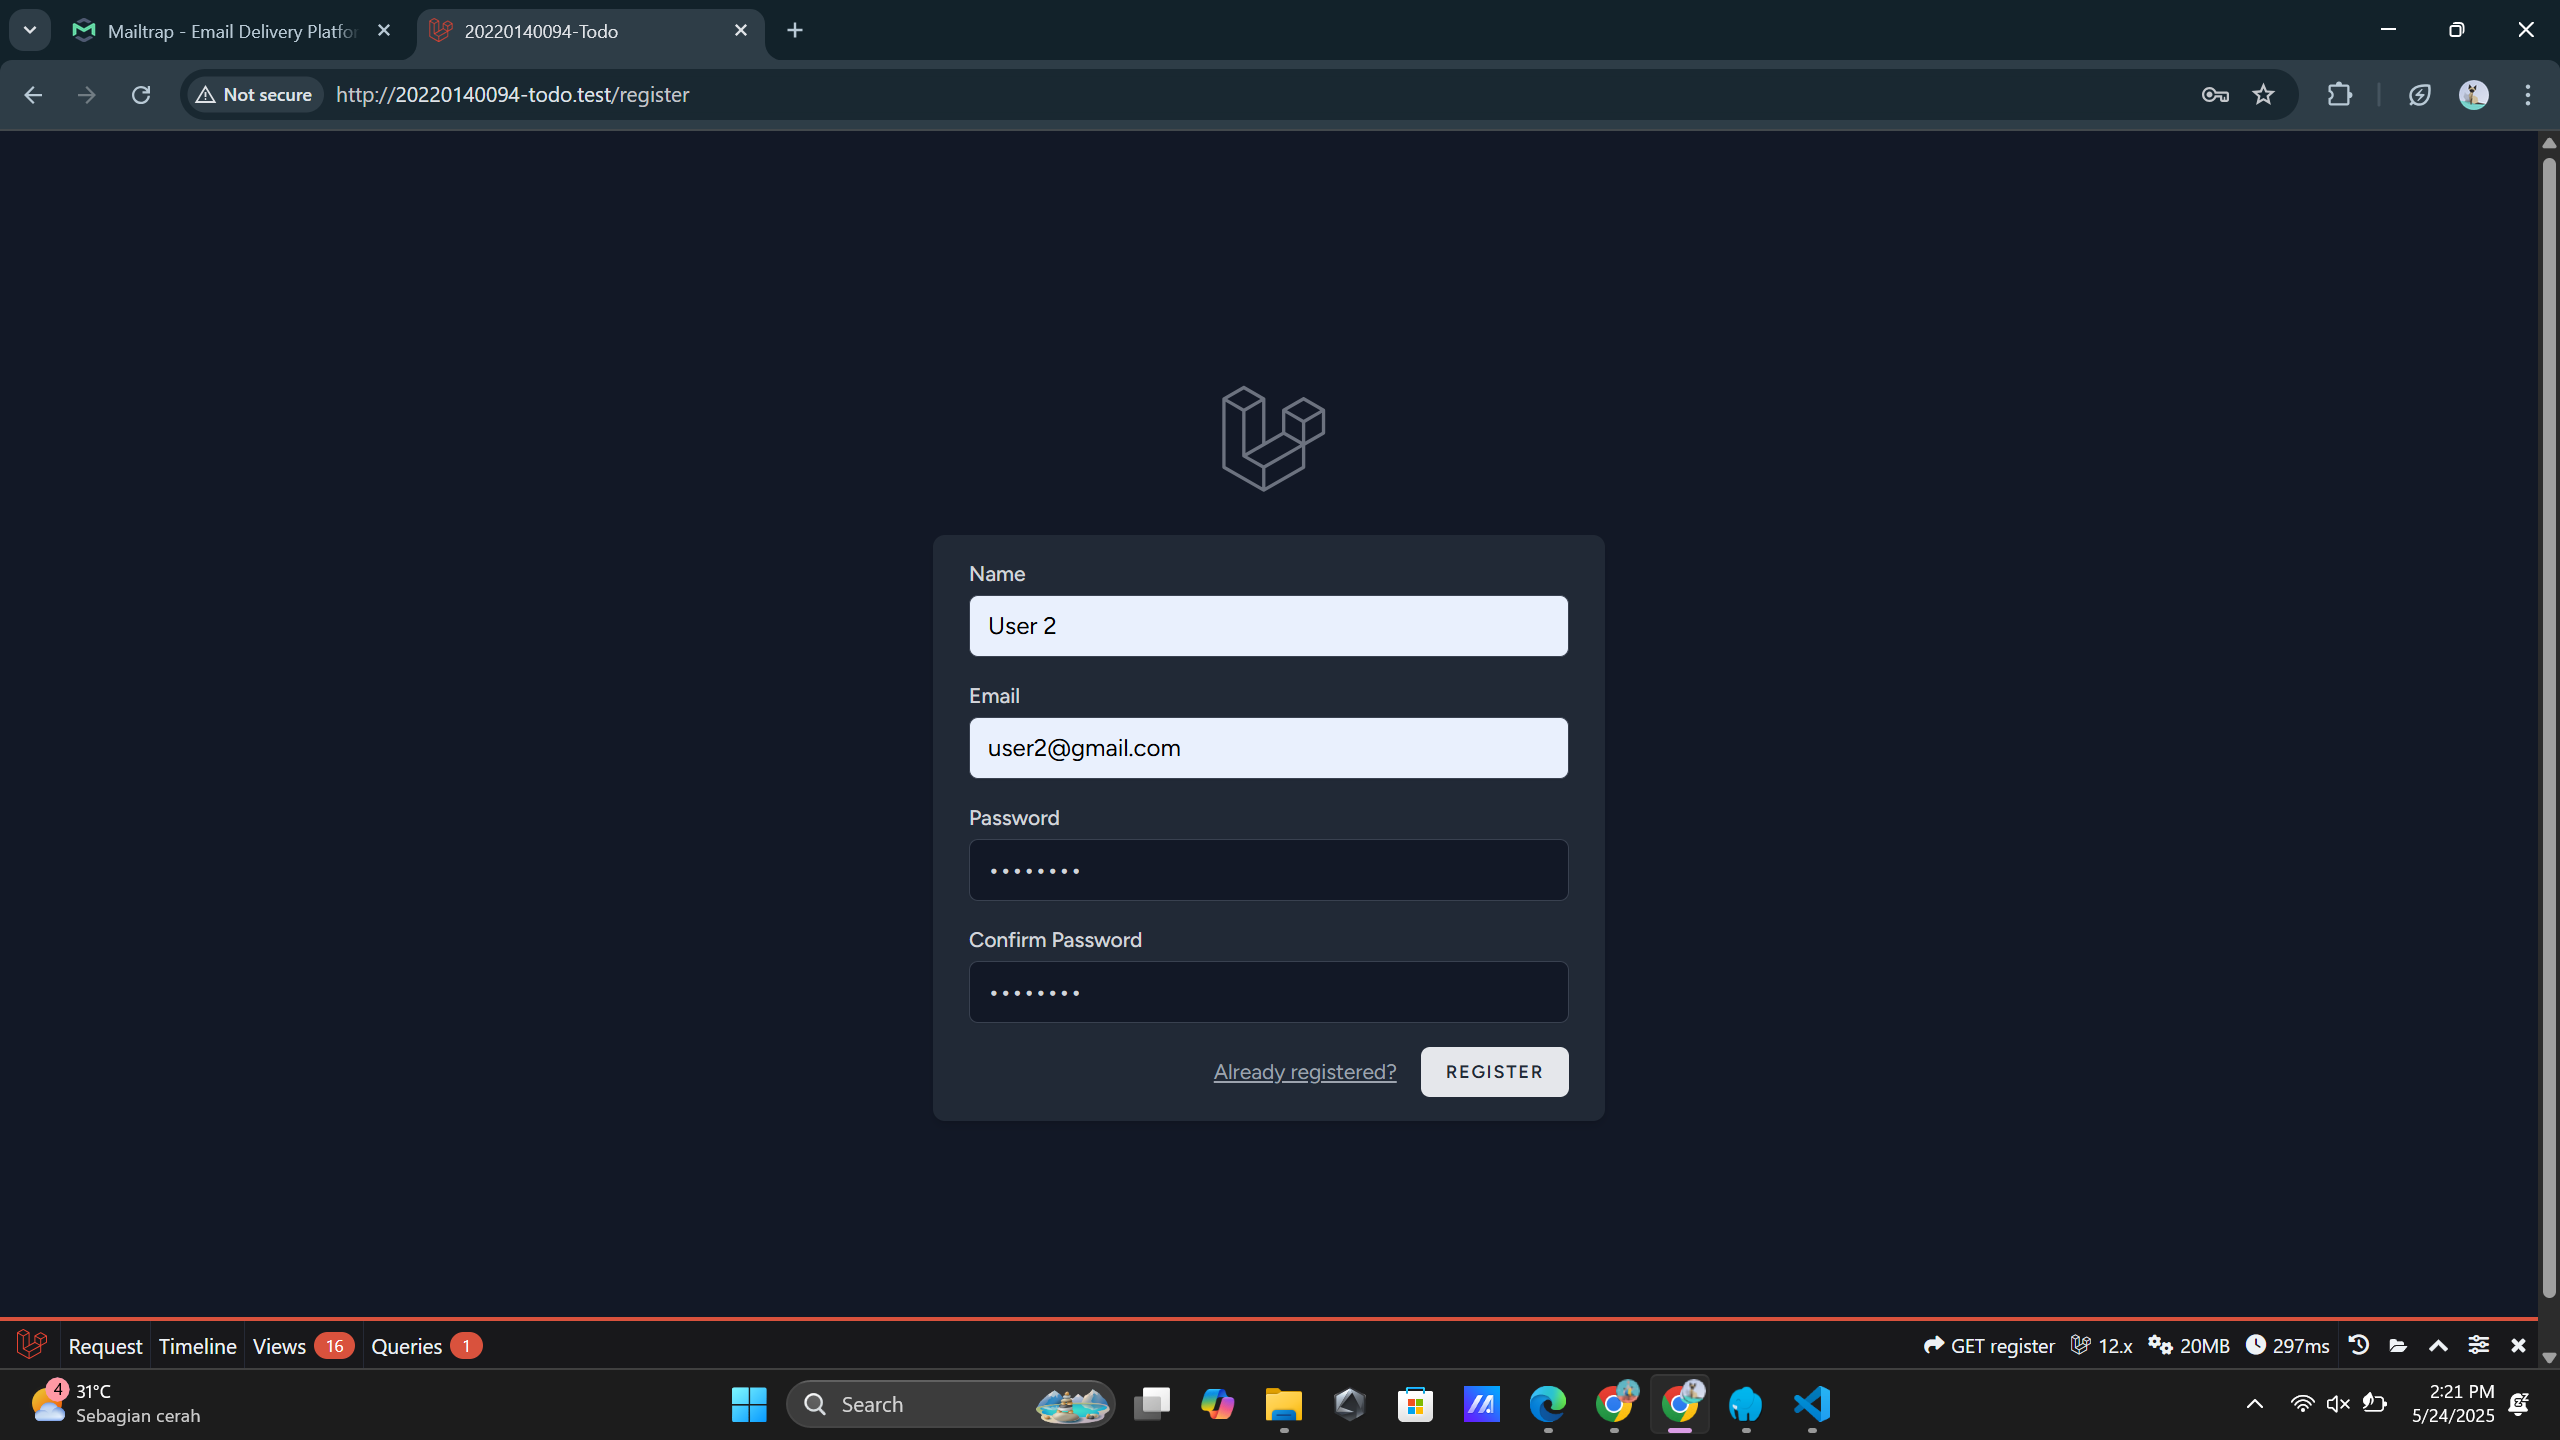 Mailtrap - Email Delivery Platfor
20220140094-Todo
Not secure
http://20220140094-todo.test/register
Name
User 2
Email
user2@gmail.com
Password
••••••••
Confirm Password
••••••••
Already registered?
REGISTER
Request
Timeline
Views 16
Queries 1
GET register
12.x
20MB
297ms
4
31°C
Sebagian cerah
Search
2:21 PM
5/24/2025